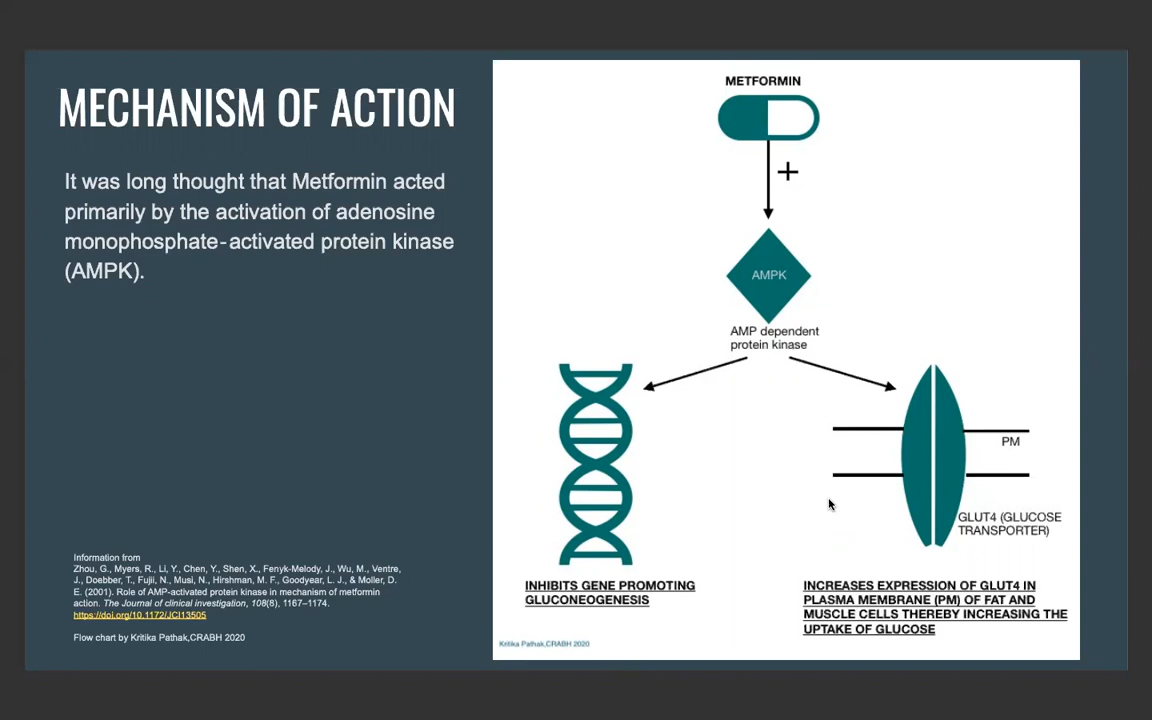 MECHANISM OF ACTION
It was long thought that Metformin acted
primarily by the activation of adenosine
monophosphate-activated protein kinase
(AMPK).
Information from
Zhou, G., Myers, R., Li, Y., Chen, Y., Shen, X., Fenyk-Melody, J., Wu, M., Ventre,
J., Doebber, T., Fujii, N., Musi, N., Hirshman, M. F., Goodyear, L. J., & Moller, D.
E. (2001). Role of AMP-activated protein kinase in mechanism of metformin
action. The Journal of clinical investigation, 108(8), 1167–1174.
https://doi.org/10.1172/JCI13505
Flow chart by Kritika Pathak,CRABH 2020
METFORMIN
+
AMPK
AMP dependent
protein kinase
PM
GLUT4 (GLUCOSE
TRANSPORTER)
INHIBITS GENE PROMOTING
GLUCONEOGENESIS
INCREASES EXPRESSION OF GLUT4 IN
PLASMA MEMBRANE (PM) OF FAT AND
MUSCLE CELLS THEREBY INCREASING THE
UPTAKE OF GLUCOSE
Kritika Pathak,CRABH 2020